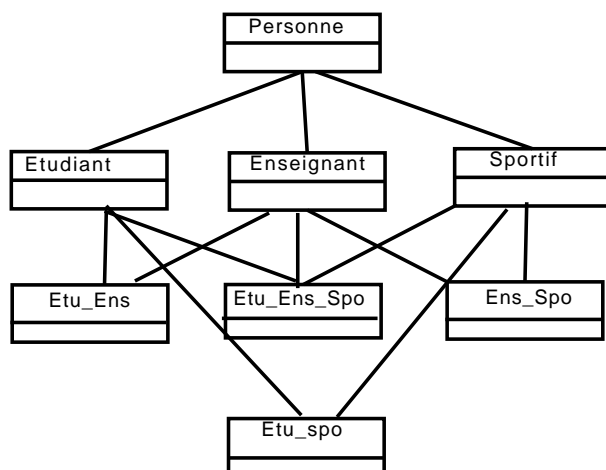 Personne
Etudiant
Enseignant
Sportif
Etu_Ens
Etu_Ens_Spo
Ens_Spo
Etu_spo